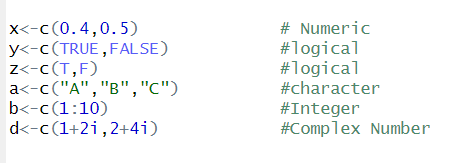 x<-c(0.4,0.5) # Numeric
y<-c(TRUE,FALSE) #logical
z<-c(T,F) #logical
a<-c("A","B","C") #character
b<-c(1:10) #Integer
d<-c(1+2i,2+4i) #Complex Number